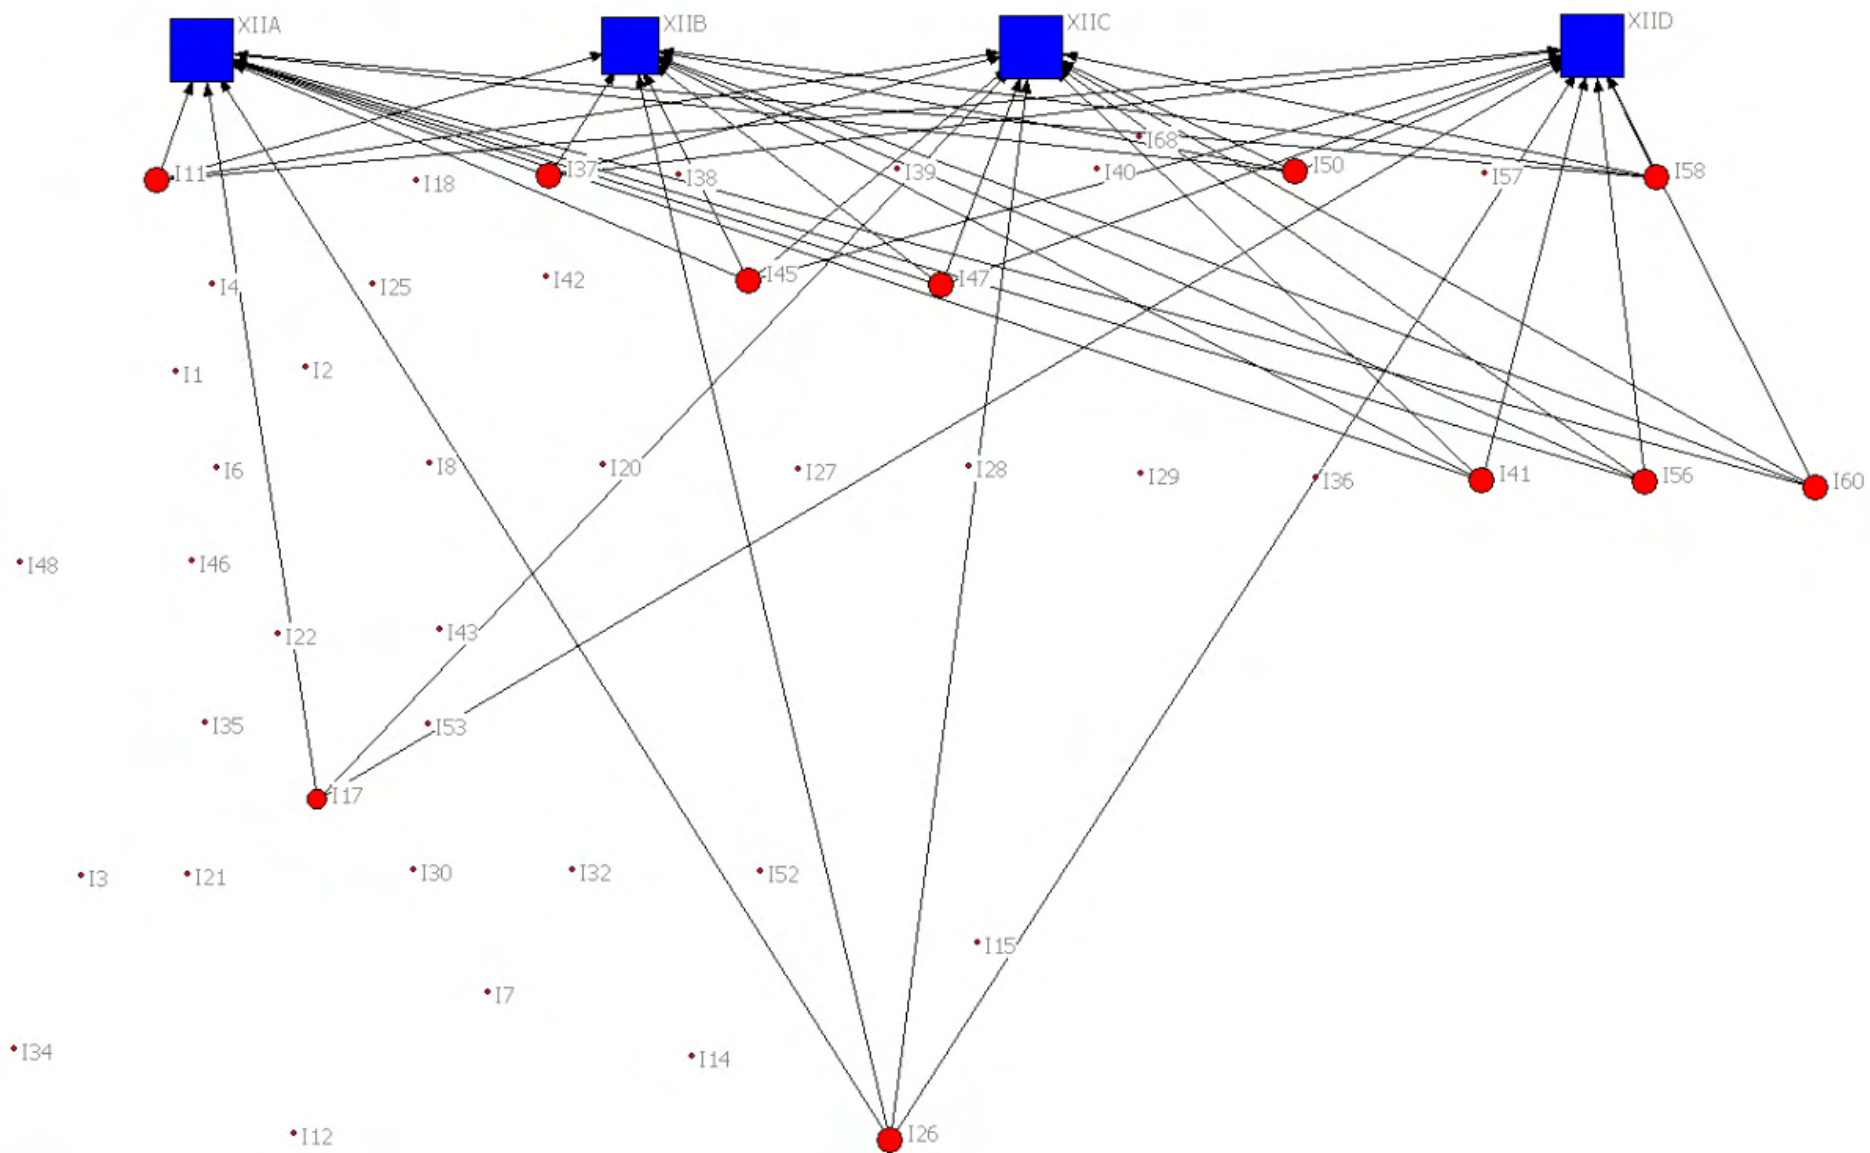 XIIA XIIB XIIC XIID
I68
I11 I18 I37 I38 I39 I40 I50 I57 I58
I4 I25 I42 I45 I47
I1 I2
I6 I8 I20 I27 I28 I29 I36 I41 I56 I60
I48 I46
I22 I43
I35 I53
I17
I3 I21 I30 I32 I52
I15
I7
I34 I14
I12 I26